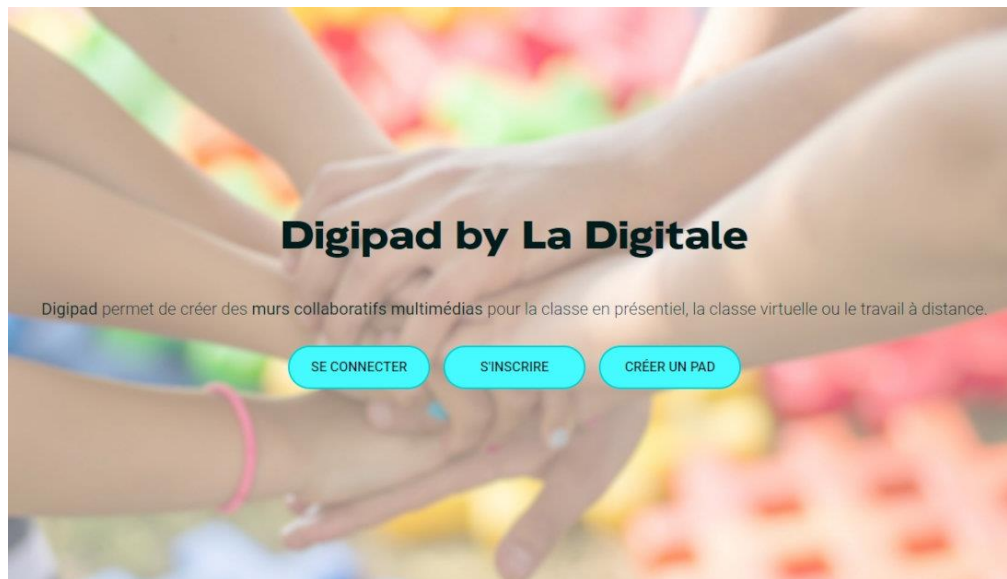 Digipad by La Digitale
Digipad permet de créer des murs collaboratifs multimédias pour la classe en présentiel, la classe virtuelle ou le travail à distance.
SE CONNECTER
S'INSCRIRE
CRÉER UN PAD